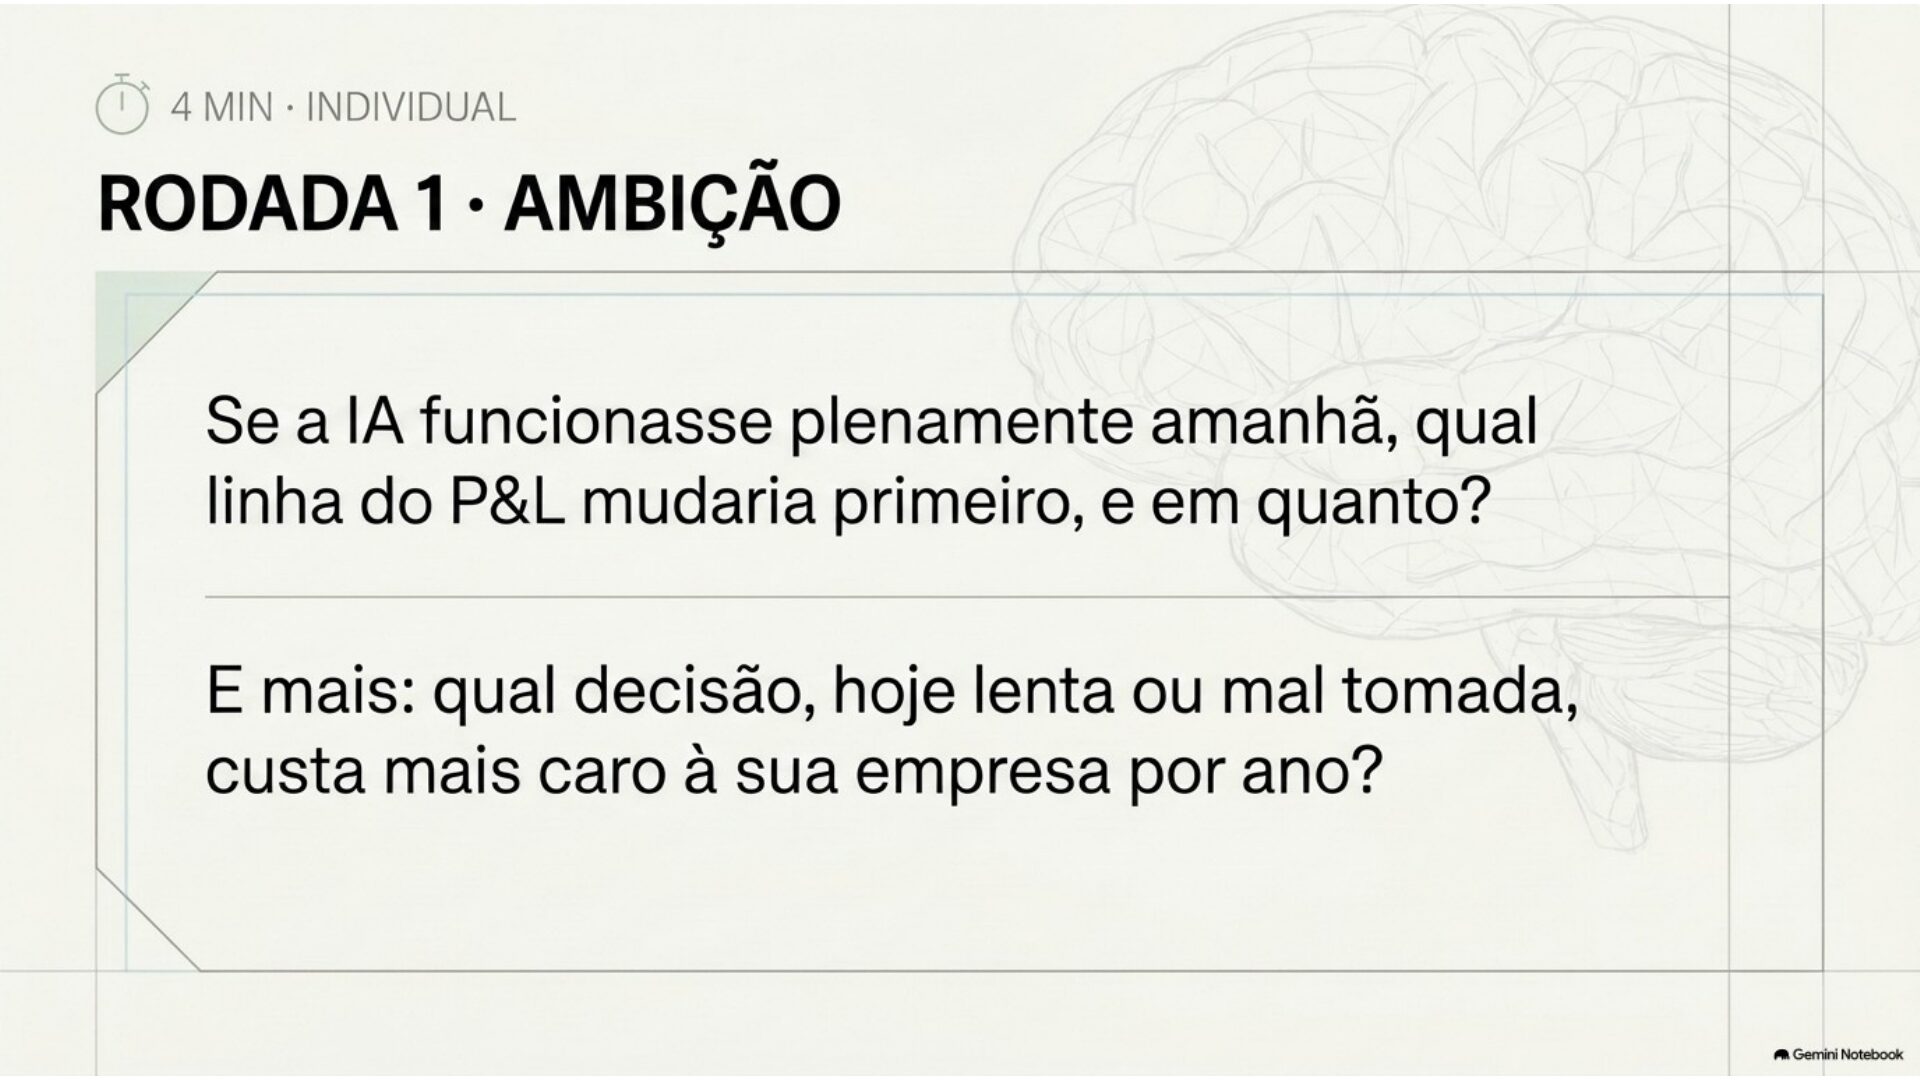 4 MIN · INDIVIDUAL
RODADA 1 · AMBIÇÃO
Se a IA funcionasse plenamente amanhã, qual
linha do P&L mudaria primeiro, e em quanto?
E mais: qual decisão, hoje lenta ou mal tomada,
custa mais caro à sua empresa por ano?
Gemini Notebook